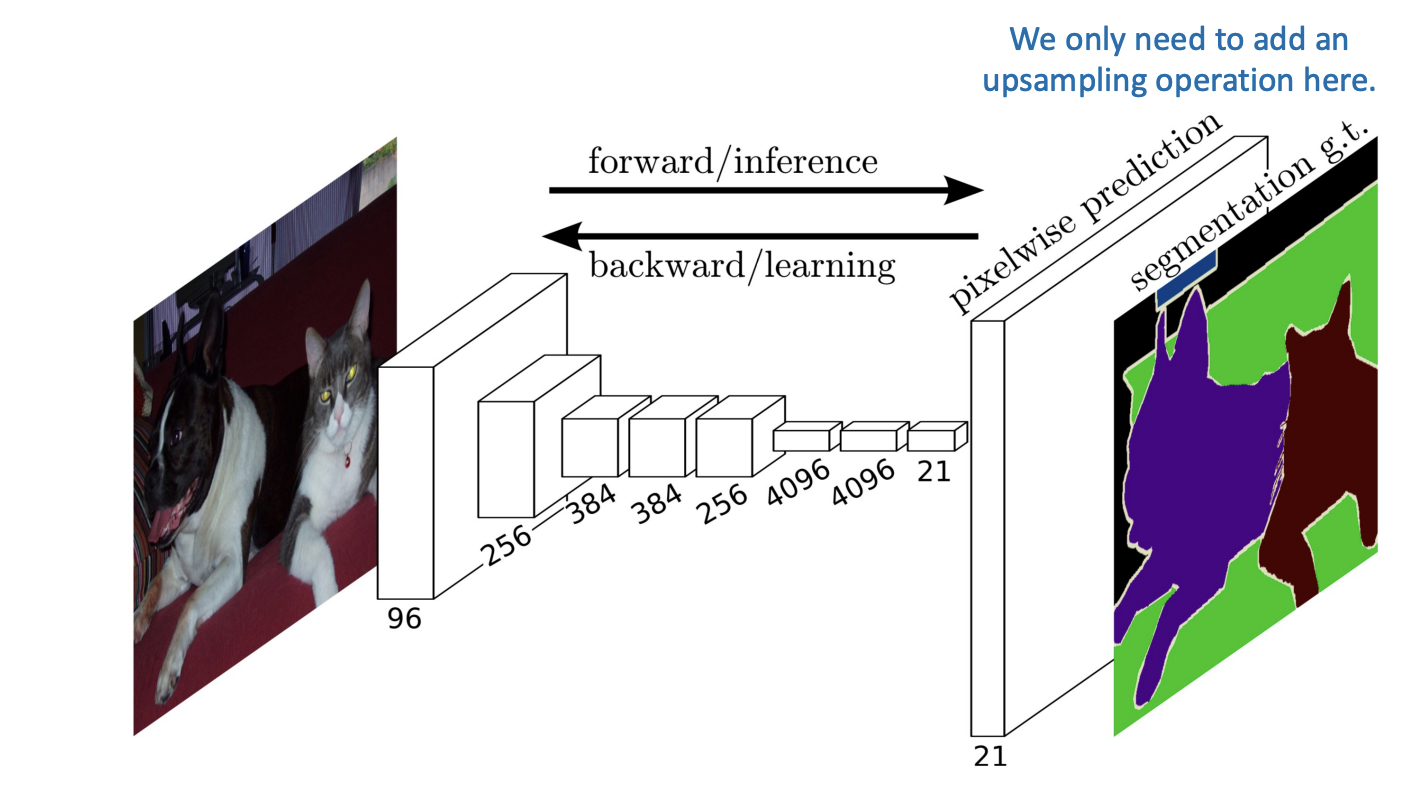 We only need to add an
upsampling operation here.
forward/inference
backward/learning
pixelwise prediction
segmentation g.t.
96
256
384
384
256
4096
4096
21
21